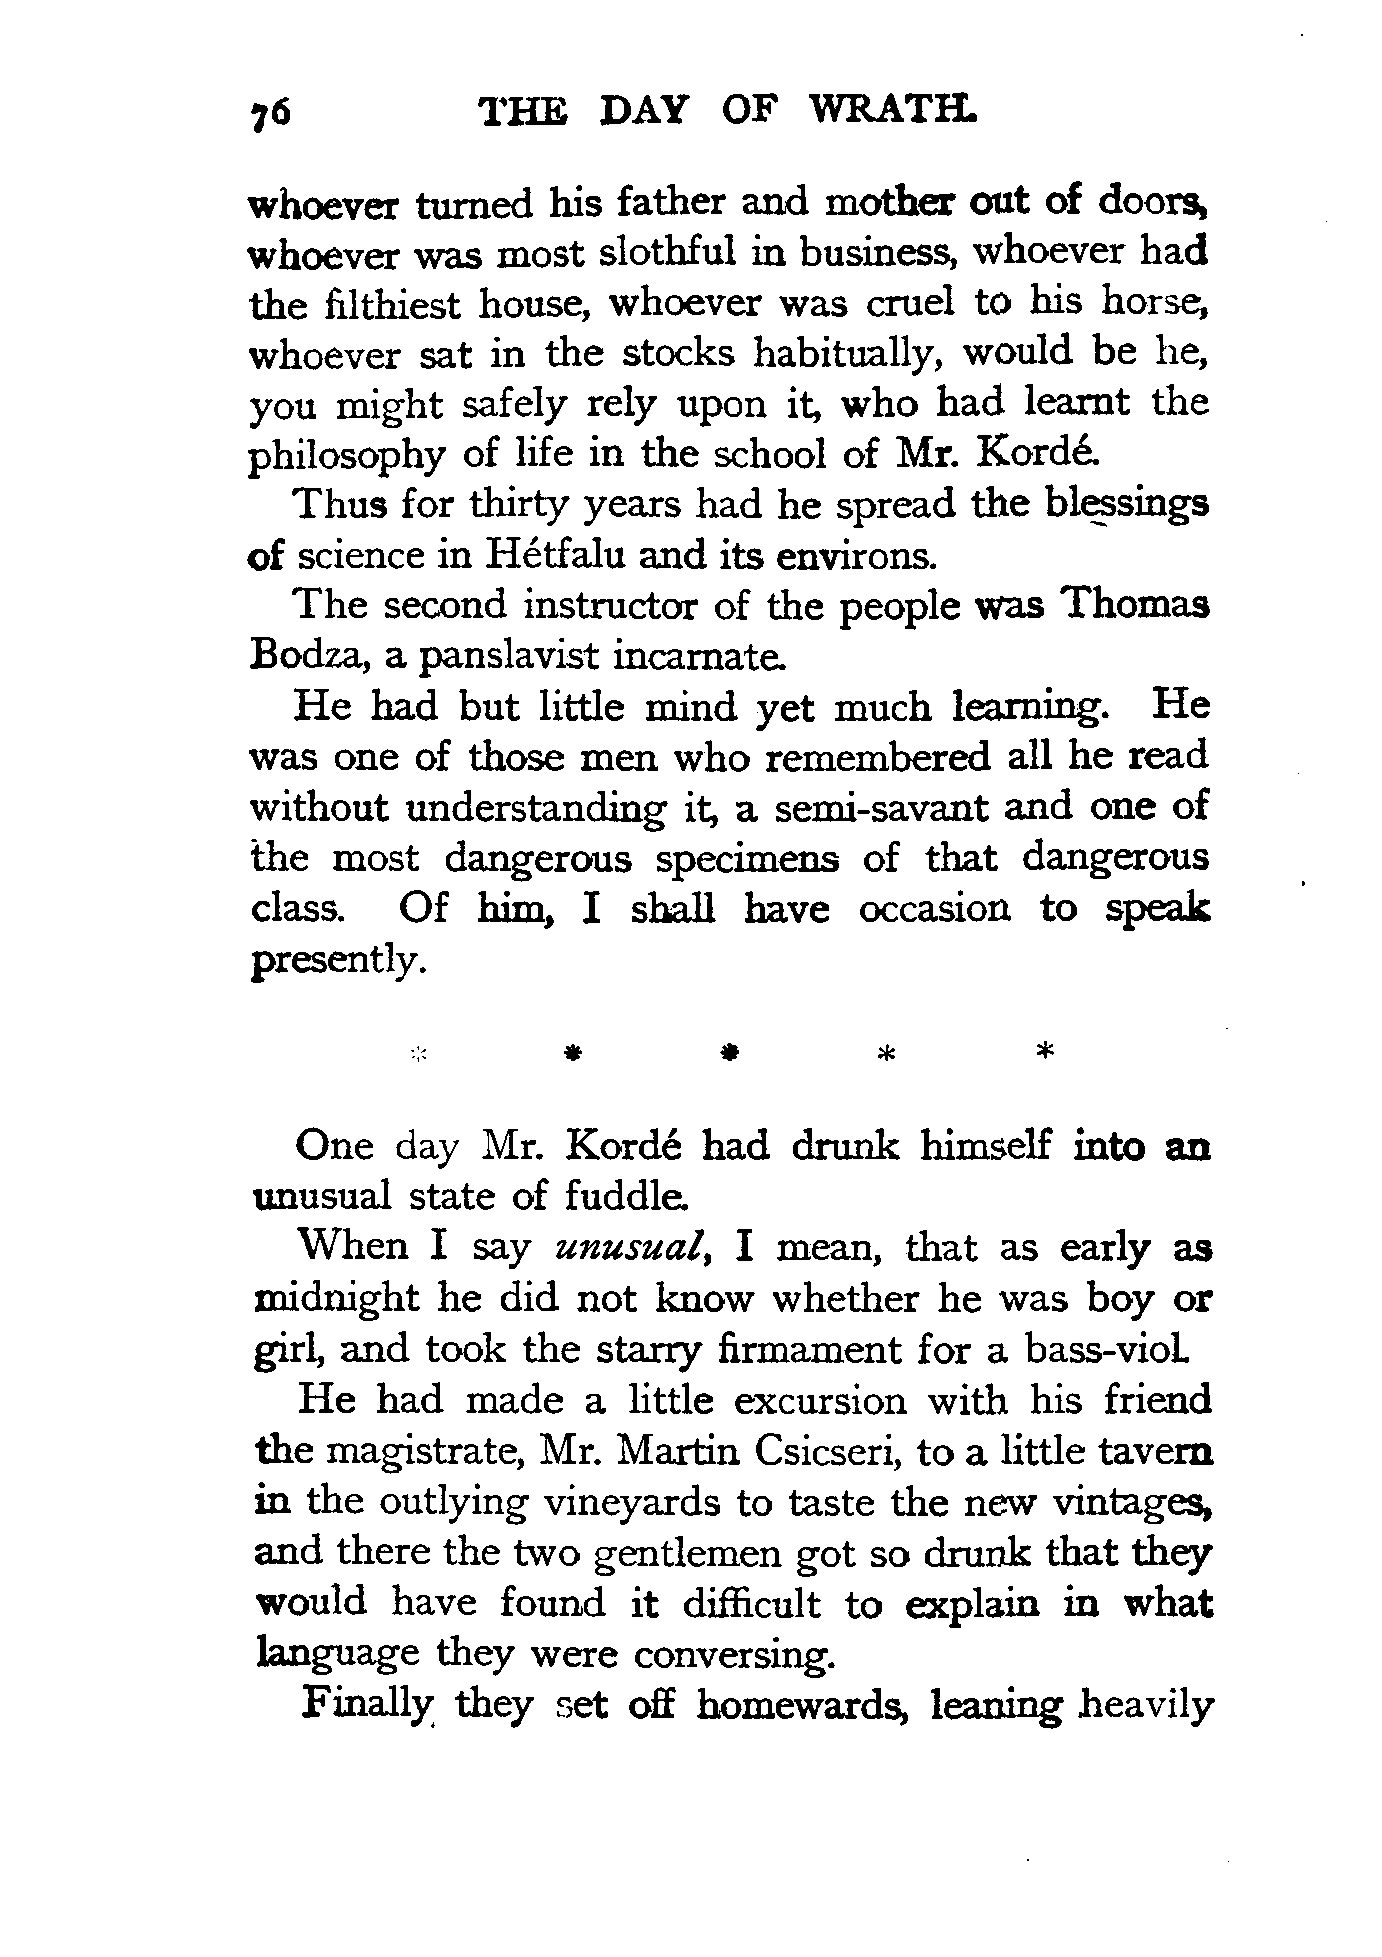 76 THE DAY OF WRATH.
whoever turned his father and mother out of doors,
whoever was most slothful in business, whoever had
the filthiest house, whoever was cruel to his horse,
whoever sat in the stocks habitually, would be he,
you might safely rely upon it, who had learnt the
philosophy of life in the school of Mr. Kordé.
Thus for thirty years had he spread the blessings
of science in Hétfalu and its environs.
The second instructor of the people was Thomas
Bodza, a panslavist incarnate.
He had but little mind yet much learning. He
was one of those men who remembered all he read
without understanding it, a semi-savant and one of
the most dangerous specimens of that dangerous
class. Of him, I shall have occasion to speak
presently.
* * * * *
One day Mr. Kordé had drunk himself into an
unusual state of fuddle.
When I say unusual, I mean, that as early as
midnight he did not know whether he was boy or
girl, and took the starry firmament for a bass-viol.
He had made a little excursion with his friend
the magistrate, Mr. Martin Csicseri, to a little tavern
in the outlying vineyards to taste the new vintages,
and there the two gentlemen got so drunk that they
would have found it difficult to explain in what
language they were conversing.
Finally they set off homewards, leaning heavily